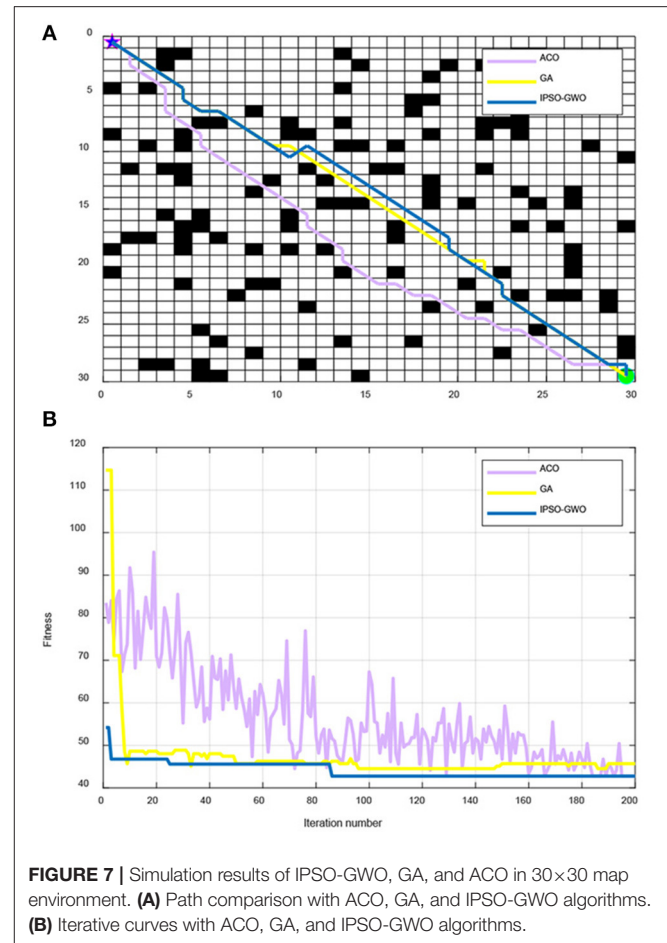 A
0
5
10
15
20
25
30
0
5
10
15
20
25
30
ACO
GA
IPSO-GWO
B
120
110
100
90
80
70
60
50
40
Fitness
0
20
40
60
80
100
120
140
160
180
200
Iteration number
ACO
GA
IPSO-GWO
FIGURE 7 | Simulation results of IPSO-GWO, GA, and ACO in 30×30 map
environment. (A) Path comparison with ACO, GA, and IPSO-GWO algorithms.
(B) Iterative curves with ACO, GA, and IPSO-GWO algorithms.